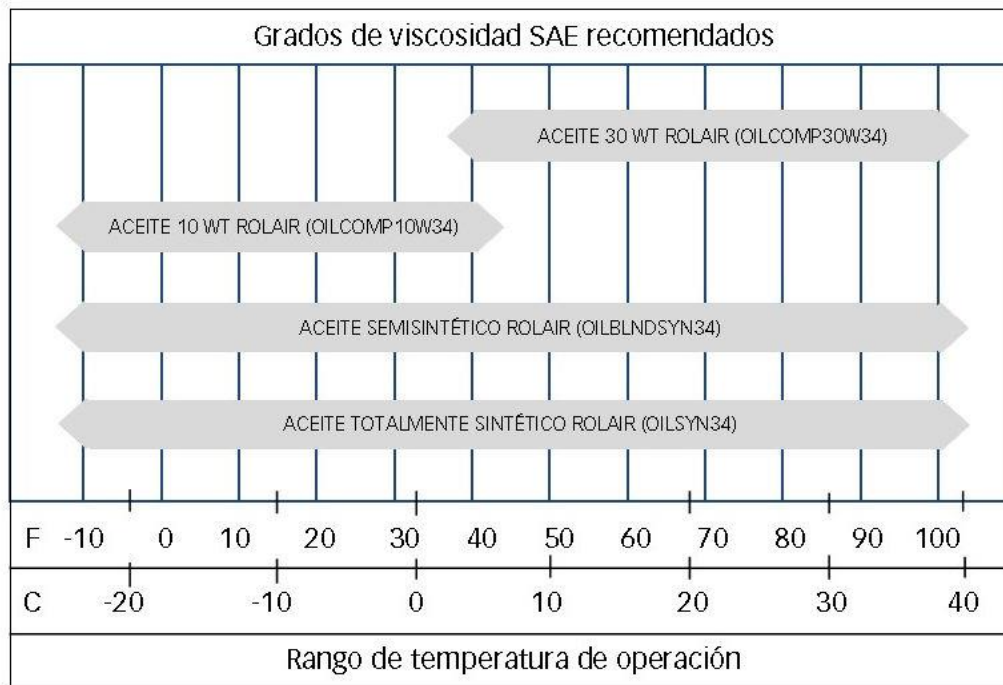 Grados de viscosidad SAE recomendados
ACEITE 30 WT ROLAIR (OILCOMP30W34)
ACEITE 10 WT ROLAIR (OILCOMP10W34)
ACEITE SEMISINTÉTICO ROLAIR (OILBLNDSYN34)
ACEITE TOTALMENTE SINTÉTICO ROLAIR (OILSYN34)
F -10 0 10 20 30 40 50 60 70 80 90 100
C -20 -10 0 10 20 30 40
Rango de temperatura de operación